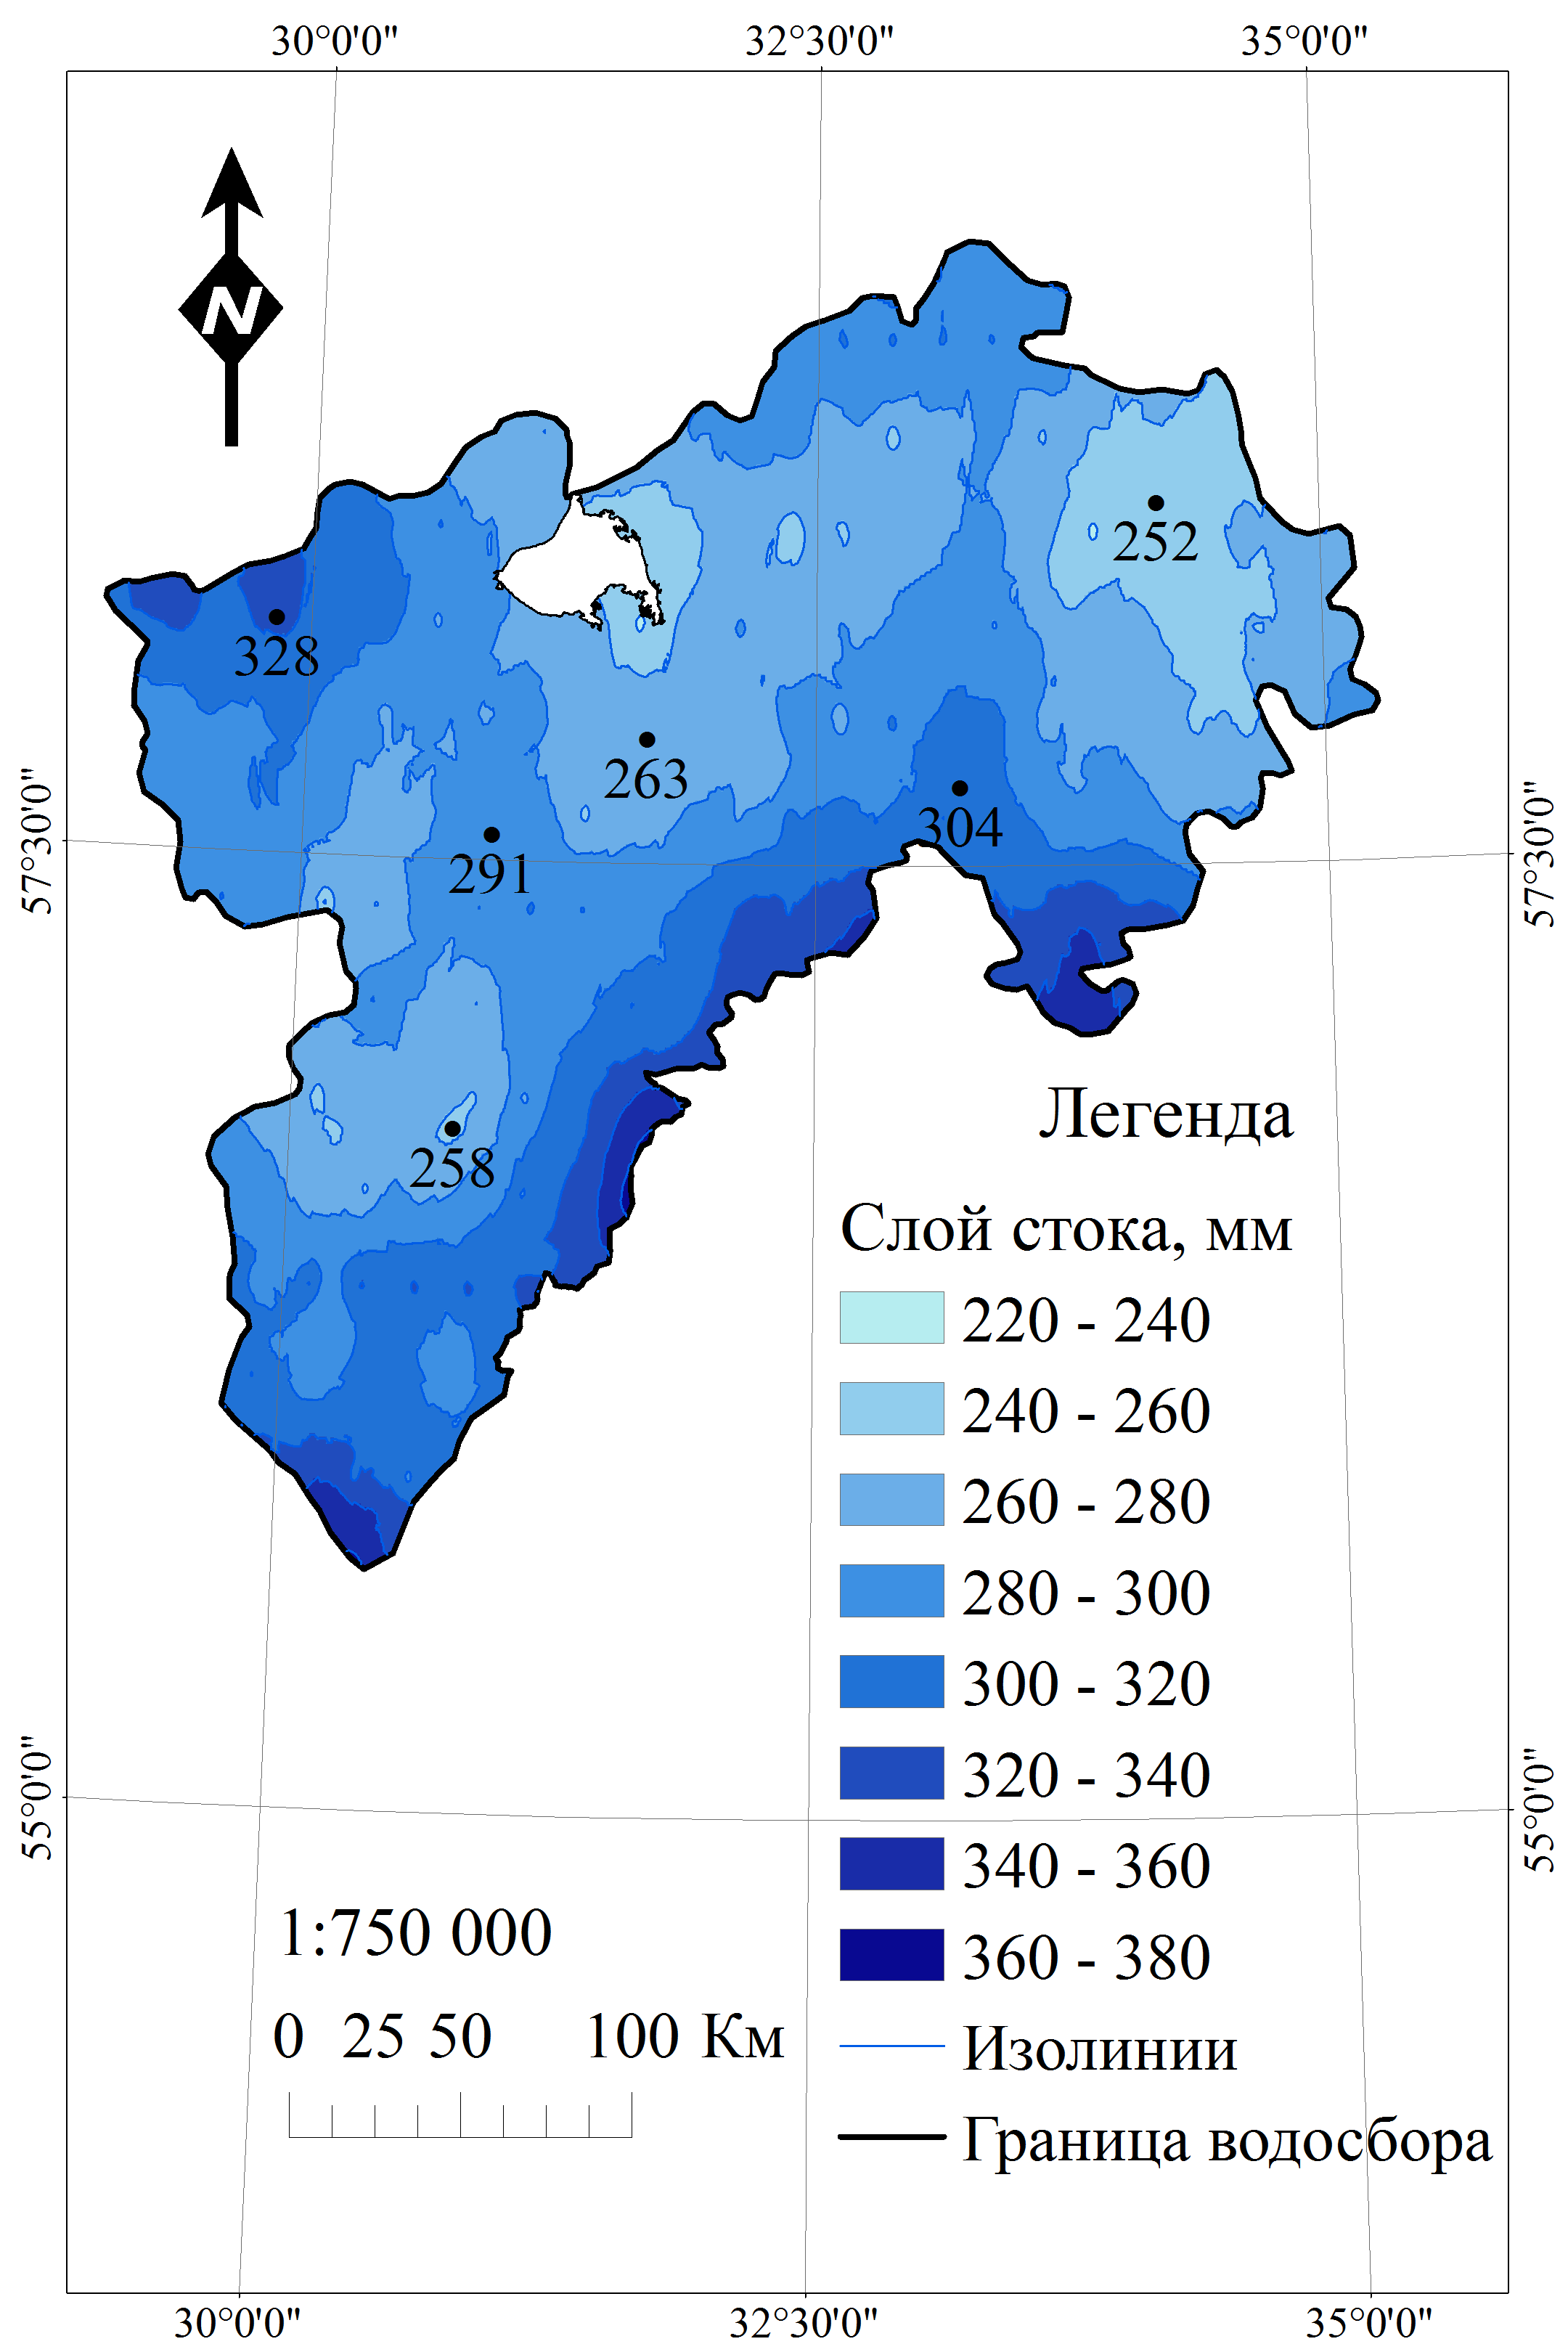 30°0'0"
32°30'0"
35°0'0"
N
252
328
263
304
291
57°30'0"
57°30'0"
258
Легенда
Слой стока, мм
220 - 240
240 - 260
260 - 280
280 - 300
300 - 320
320 - 340
340 - 360
360 - 380
Изолинии
Граница водосбора
55°0'0"
55°0'0"
1:750 000
0 25 50 100 Км
30°0'0"
32°30'0"
35°0'0"